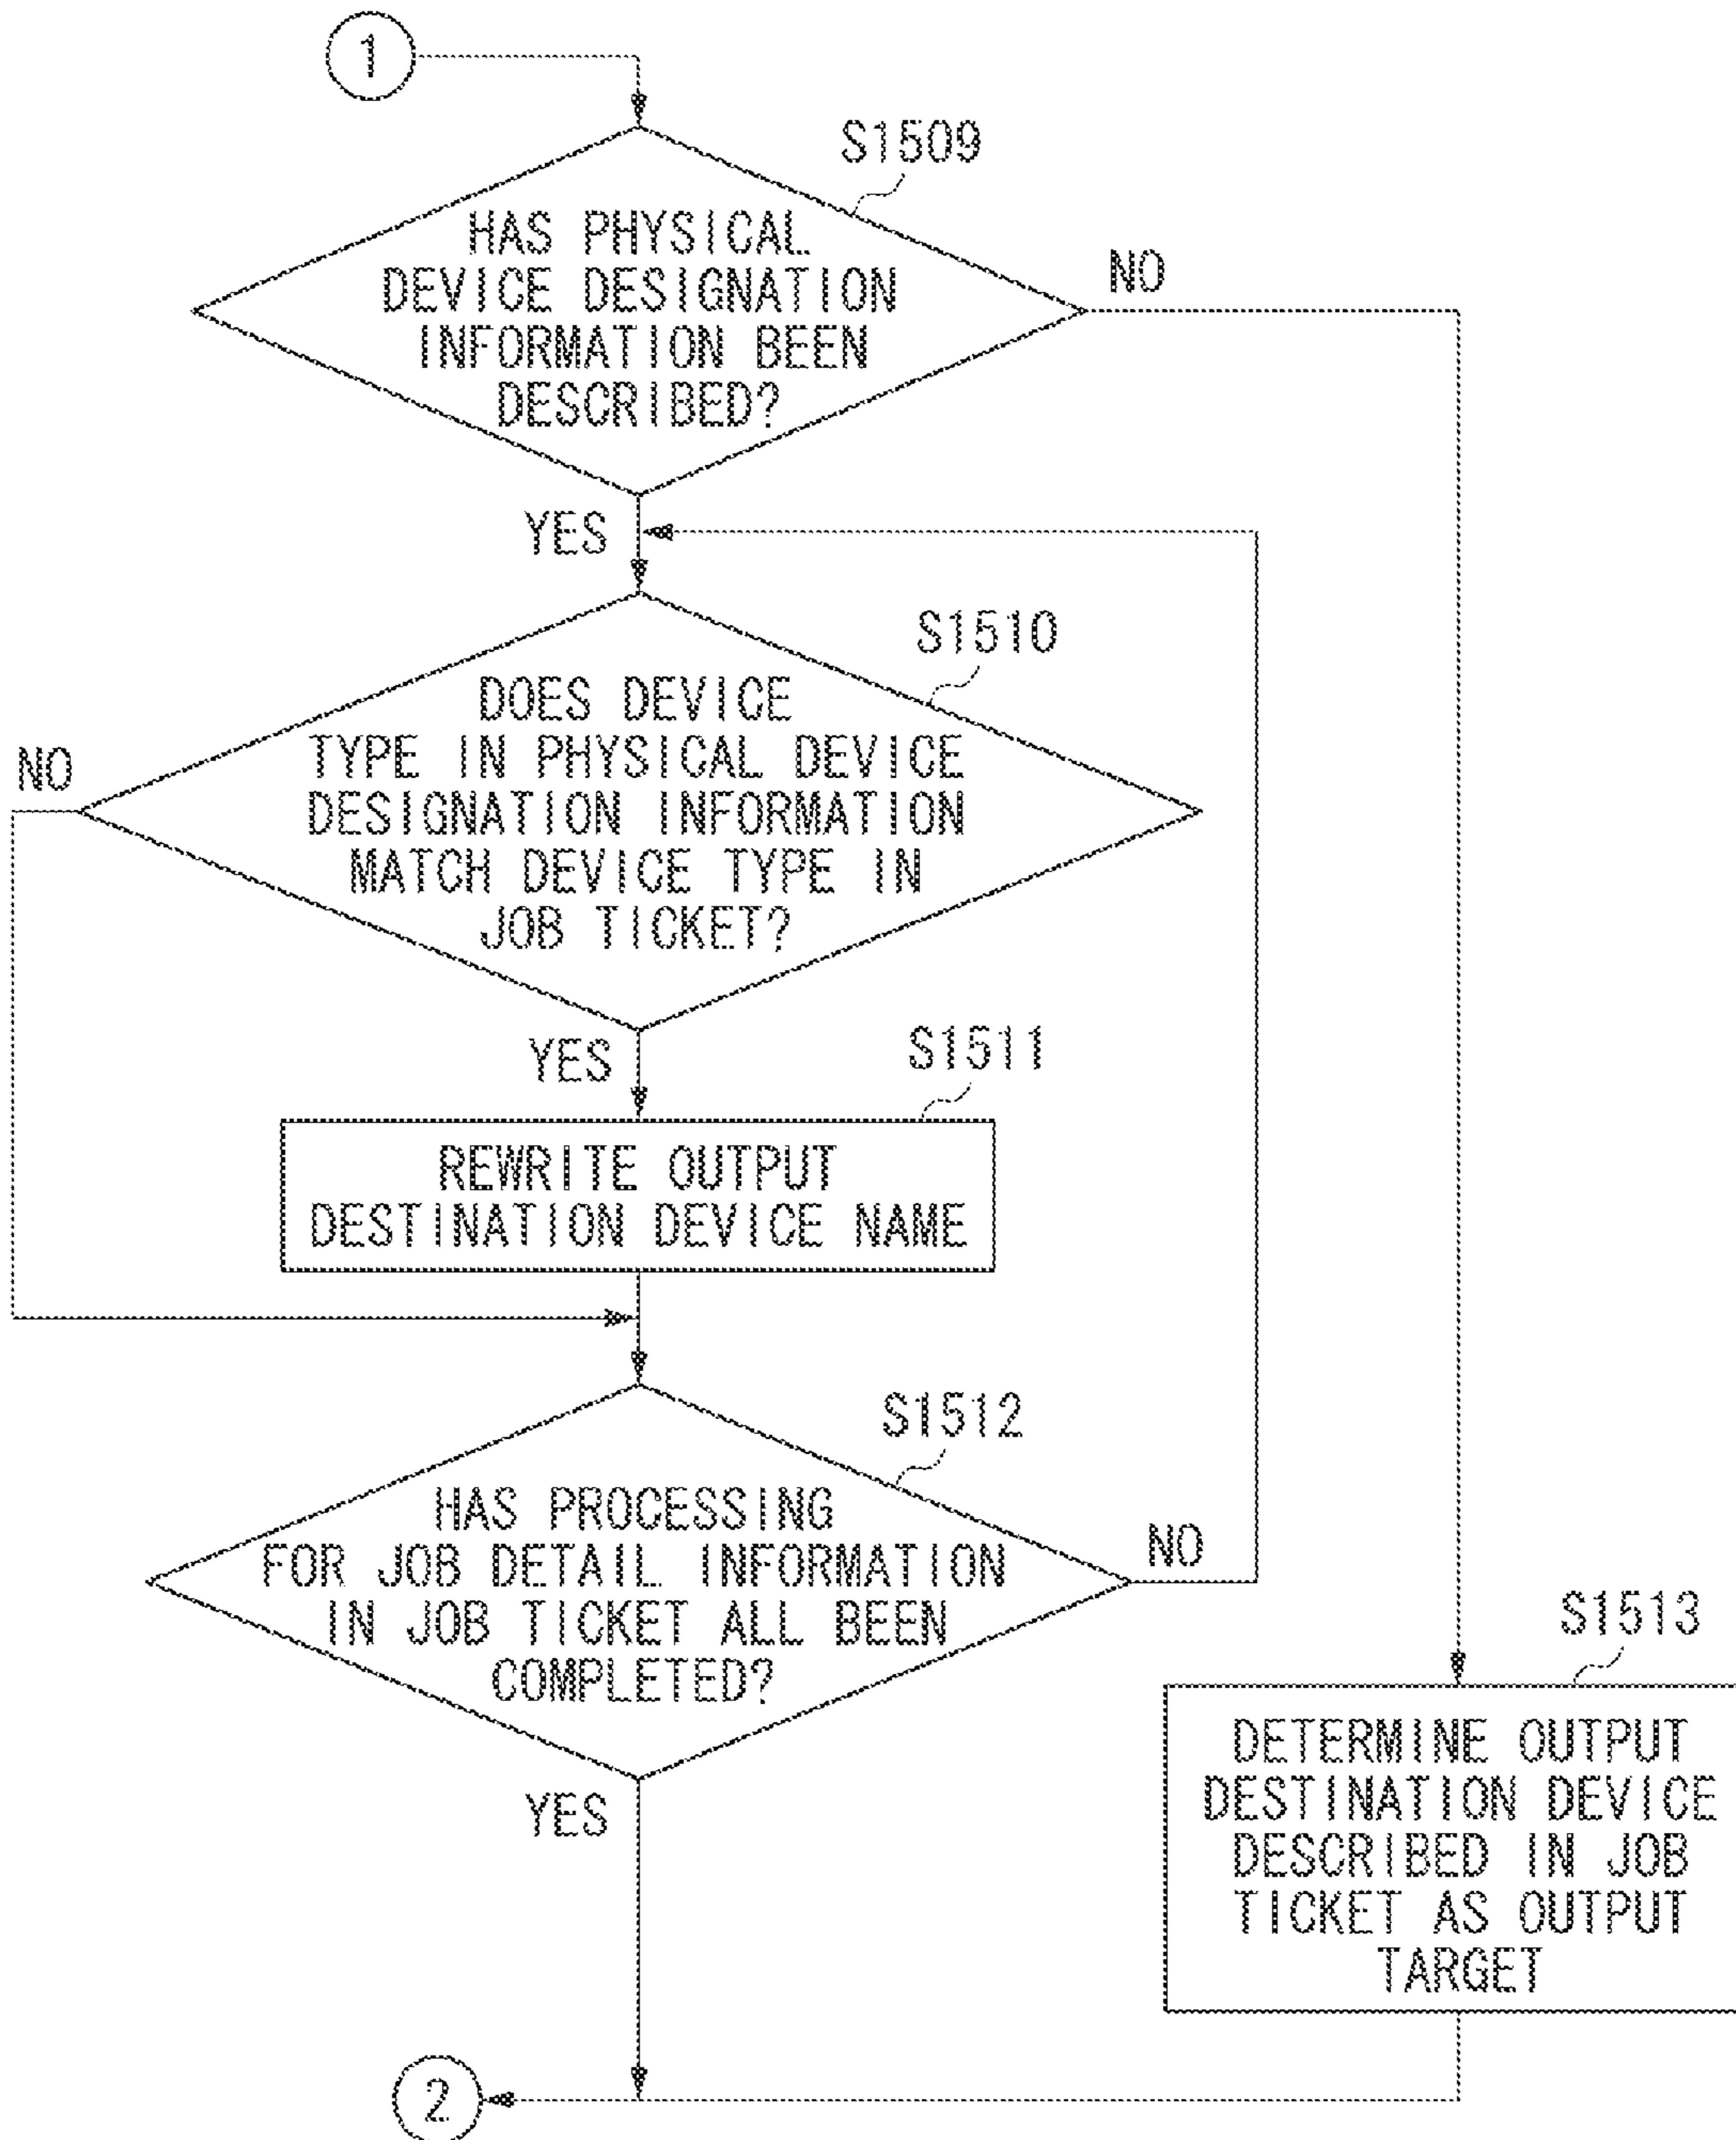 1
S1509
HAS PHYSICAL
DEVICE DESIGNATION
INFORMATION BEEN
DESCRIBED?
NO
YES
S1510
DOES DEVICE
TYPE IN PHYSICAL DEVICE
DESIGNATION INFORMATION
MATCH DEVICE TYPE IN
JOB TICKET?
NO
YES
S1511
REWRITE OUTPUT
DESTINATION DEVICE NAME
S1512
HAS PROCESSING
FOR JOB DETAIL INFORMATION
IN JOB TICKET ALL BEEN
COMPLETED?
NO
YES
S1513
DETERMINE OUTPUT
DESTINATION DEVICE
DESCRIBED IN JOB
TICKET AS OUTPUT
TARGET
2